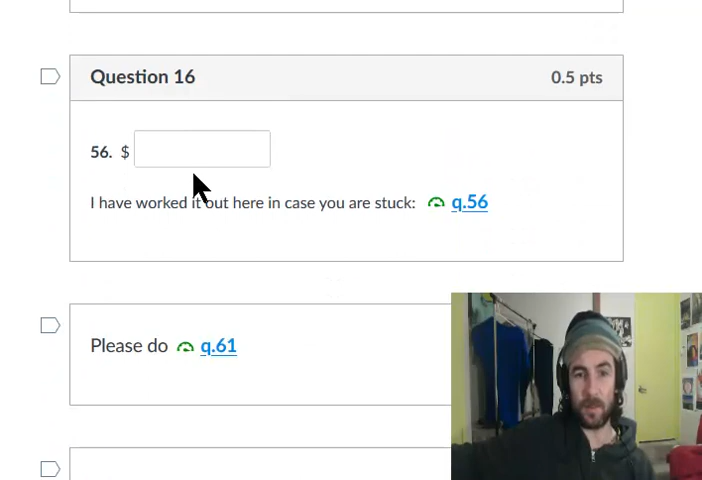 Question 16 0.5 pts
56. $
I have worked it out here in case you are stuck: q.56
Please do q.61